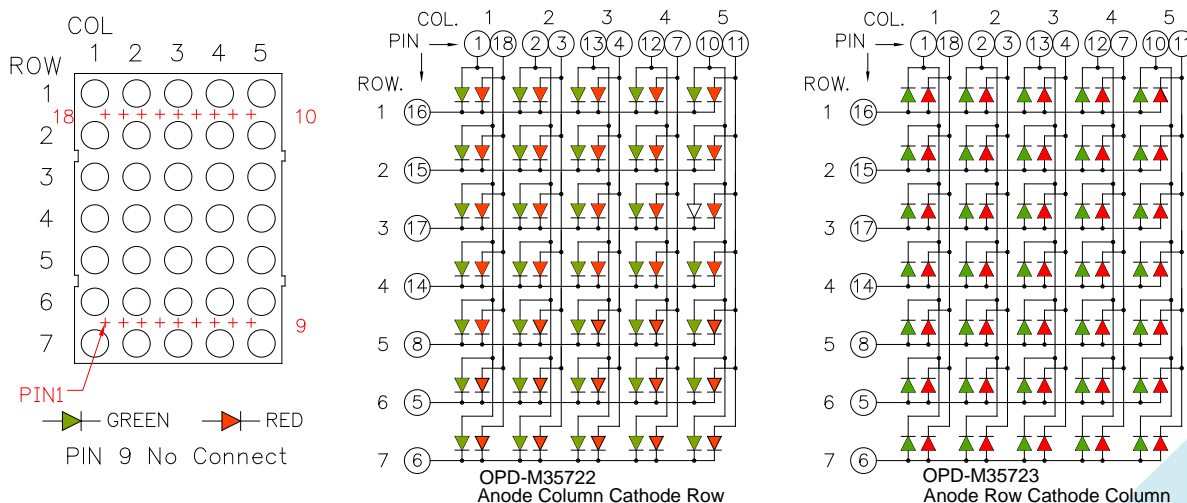 COL
1 2 3 4 5
ROW
1
18 10
2
3
4
5
6
9
7
PIN1
GREEN RED
PIN 9 No Connect
COL. 1 2 3 4 5
PIN 1 18 2 3 13 4 12 7 10 11
ROW.
1 16
2 15
3 17
4 14
5 8
6 5
7 6
OPD-M35722
Anode Column Cathode Row
COL. 1 2 3 4 5
PIN 1 18 2 3 13 4 12 7 10 11
ROW.
1 16
2 15
3 17
4 14
5 8
6 5
7 6
OPD-M35723
Anode Row Cathode Column